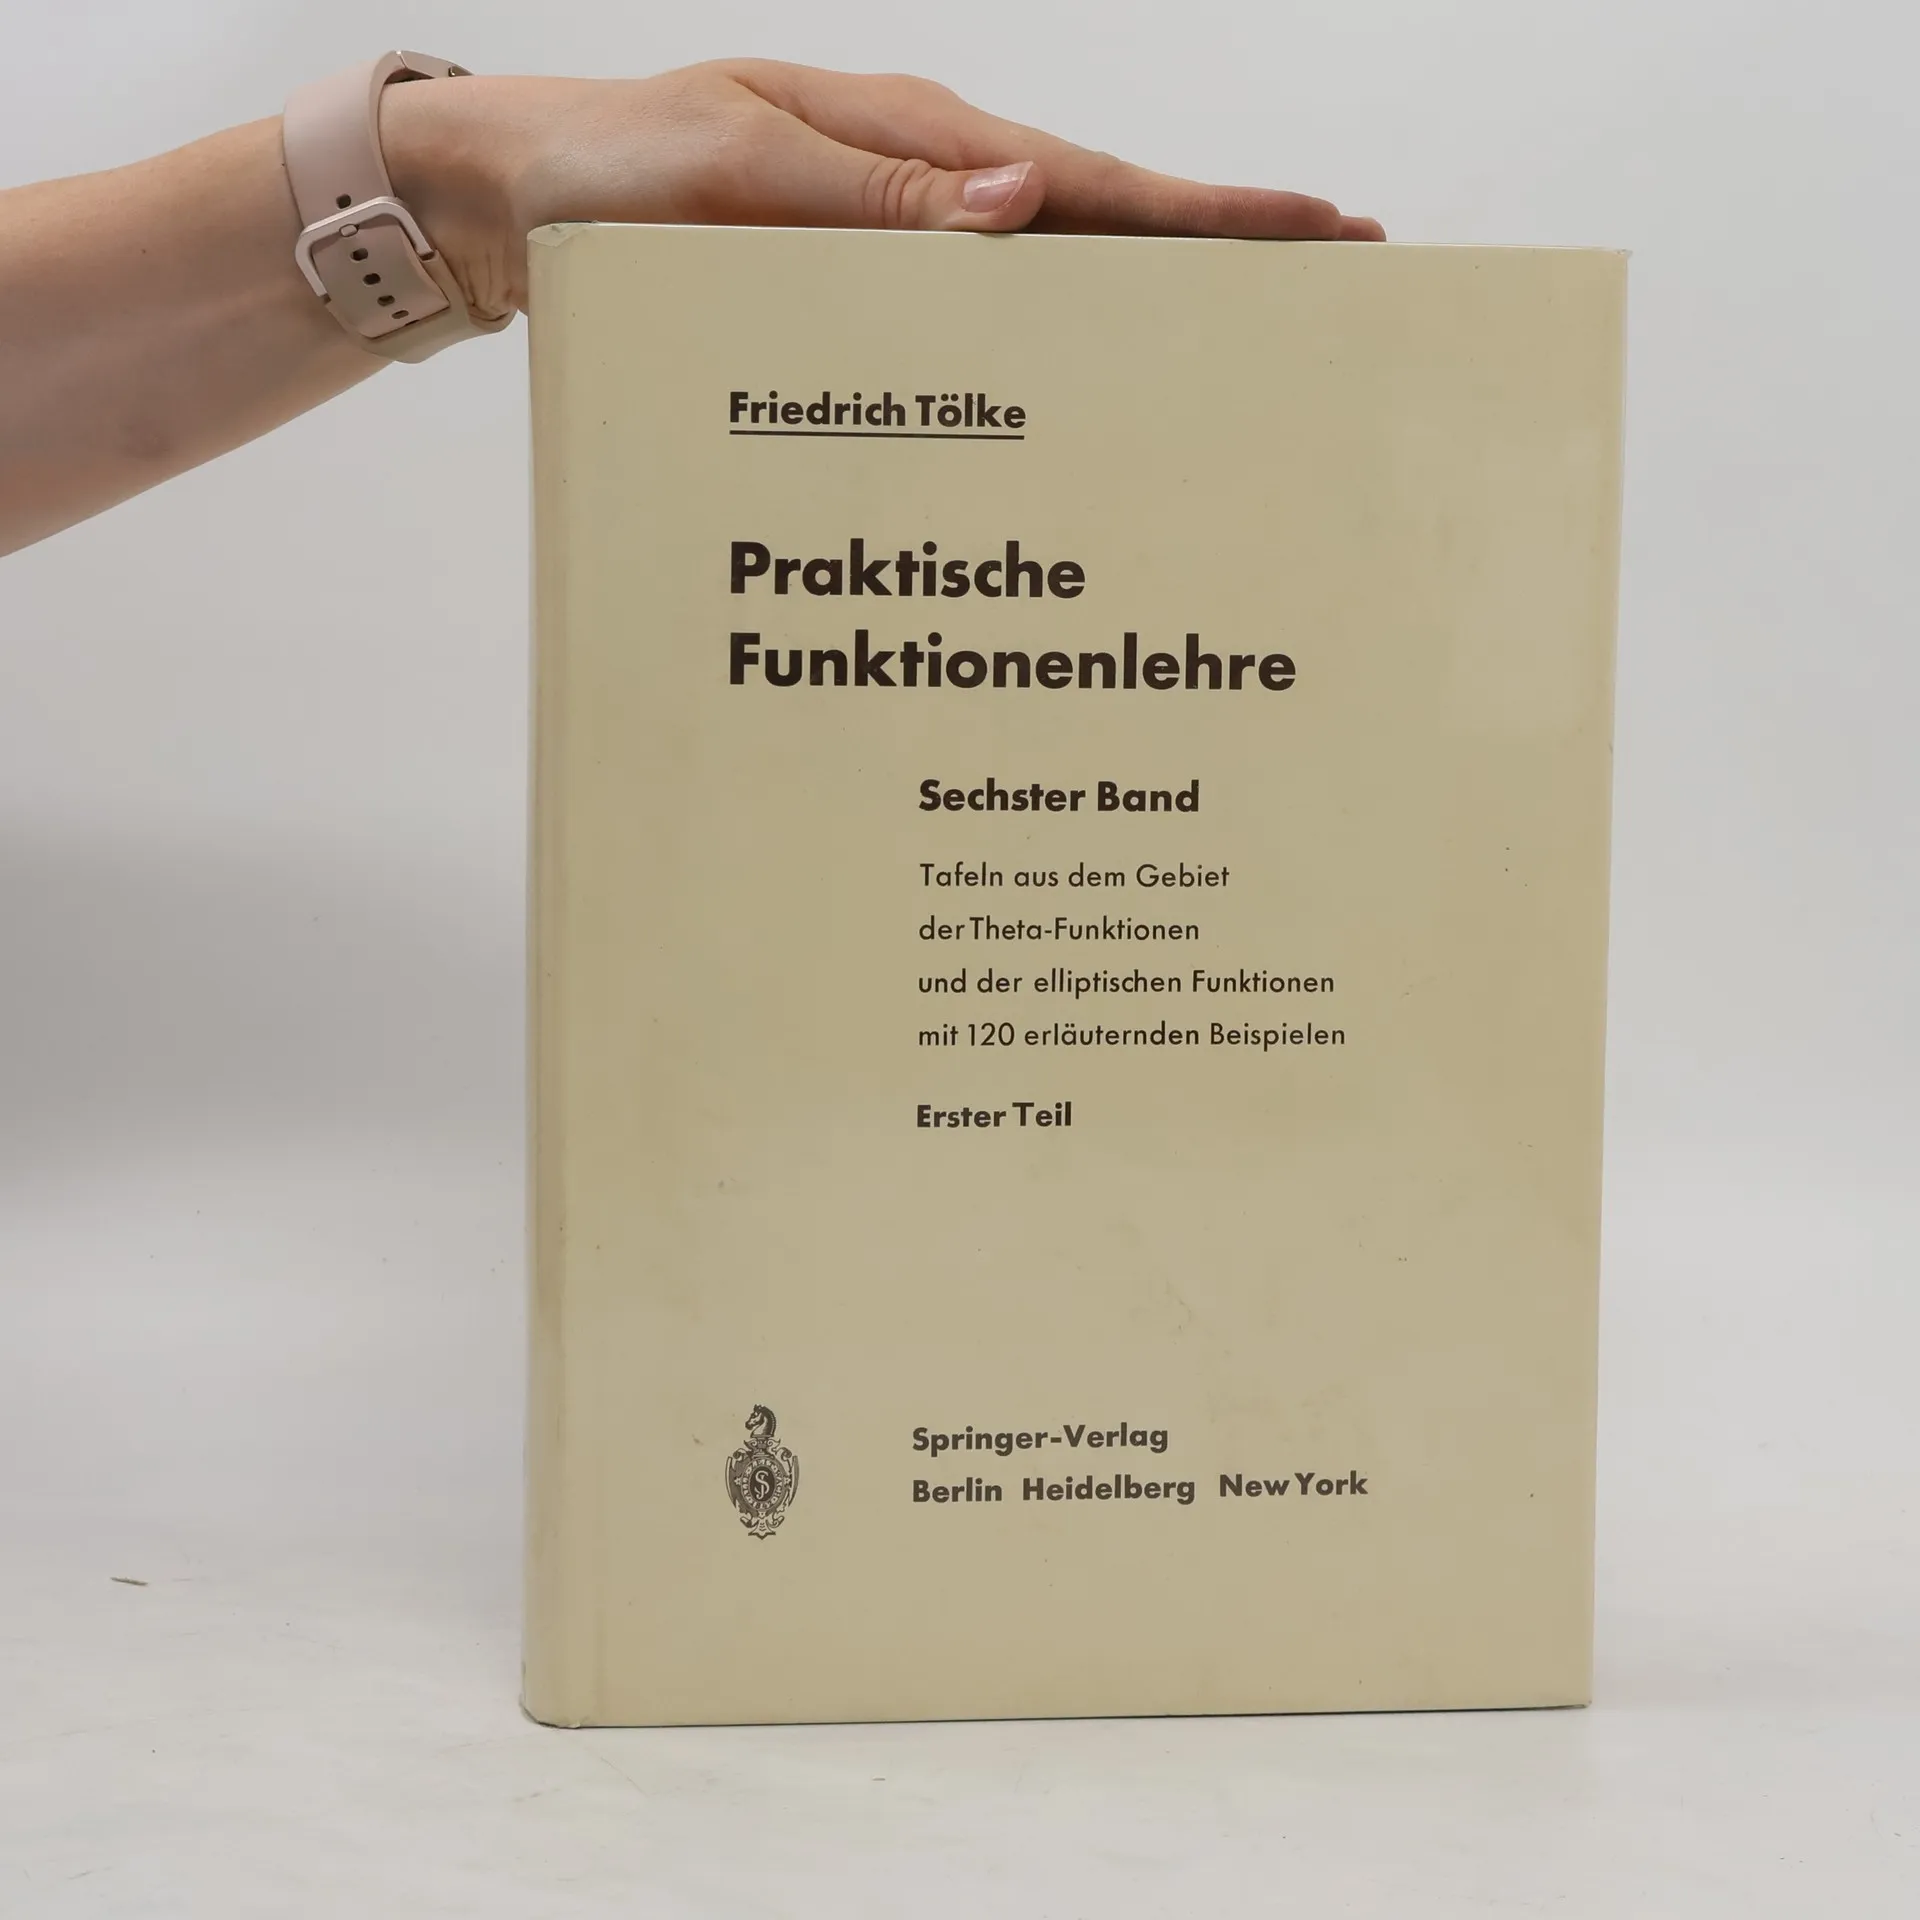 Friedrich Tölke
Praktische
Funktionenlehre
Sechster Band
Tafeln aus dem Gebiet
der Theta-Funktionen
und der elliptischen Funktionen
mit 120 erläuternden Beispielen
Erster Teil
Springer-Verlag
Berlin Heidelberg New York